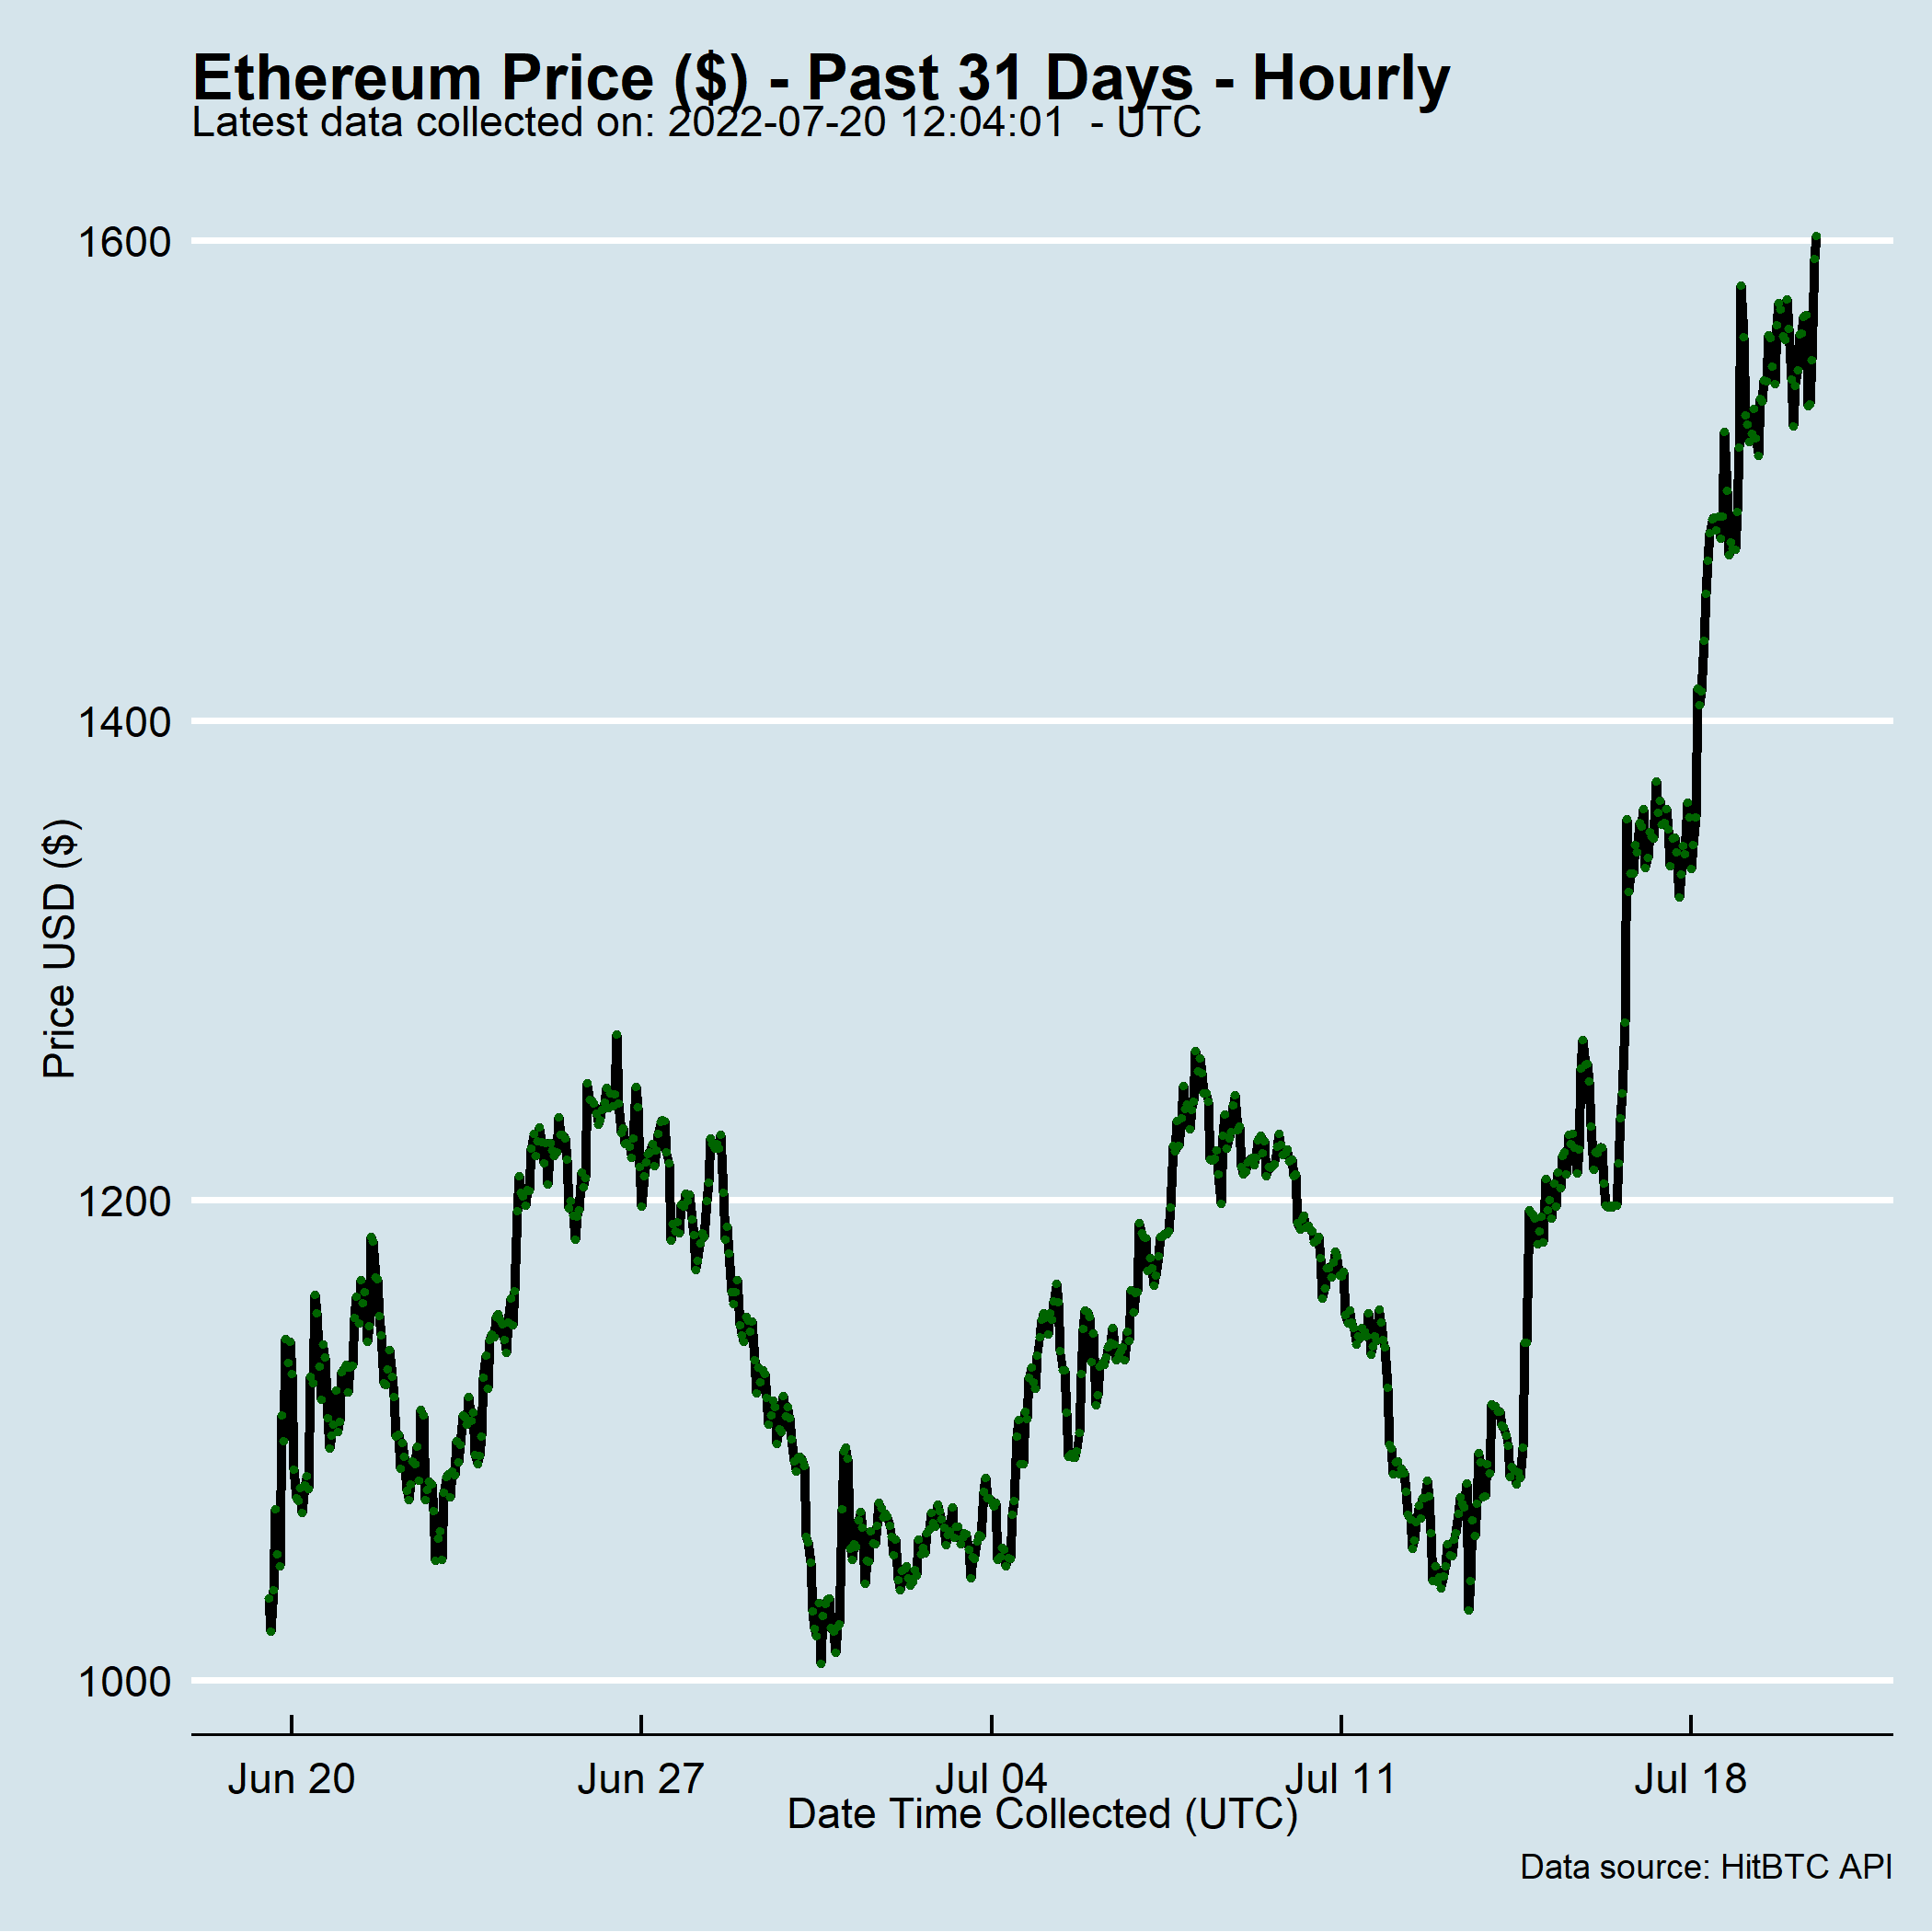 Ethereum Price ($) - Past 31 Days - Hourly
Latest data collected on: 2022-07-20 12:04:01  - UTC
1600
1400
1200
1000
Price USD ($)
Jun 20
Jun 27
Jul 04
Jul 11
Jul 18
Date Time Collected (UTC)
Data source: HitBTC API